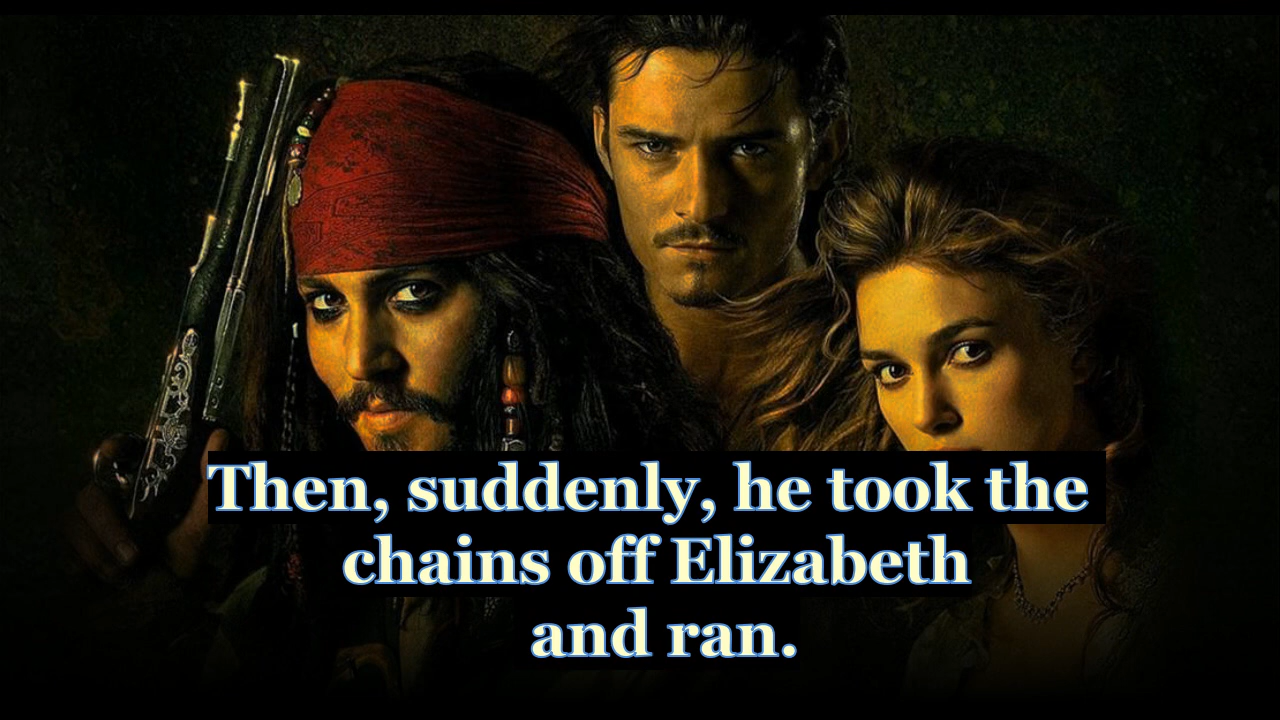 Then, suddenly, he took the
chains off Elizabeth
and ran.